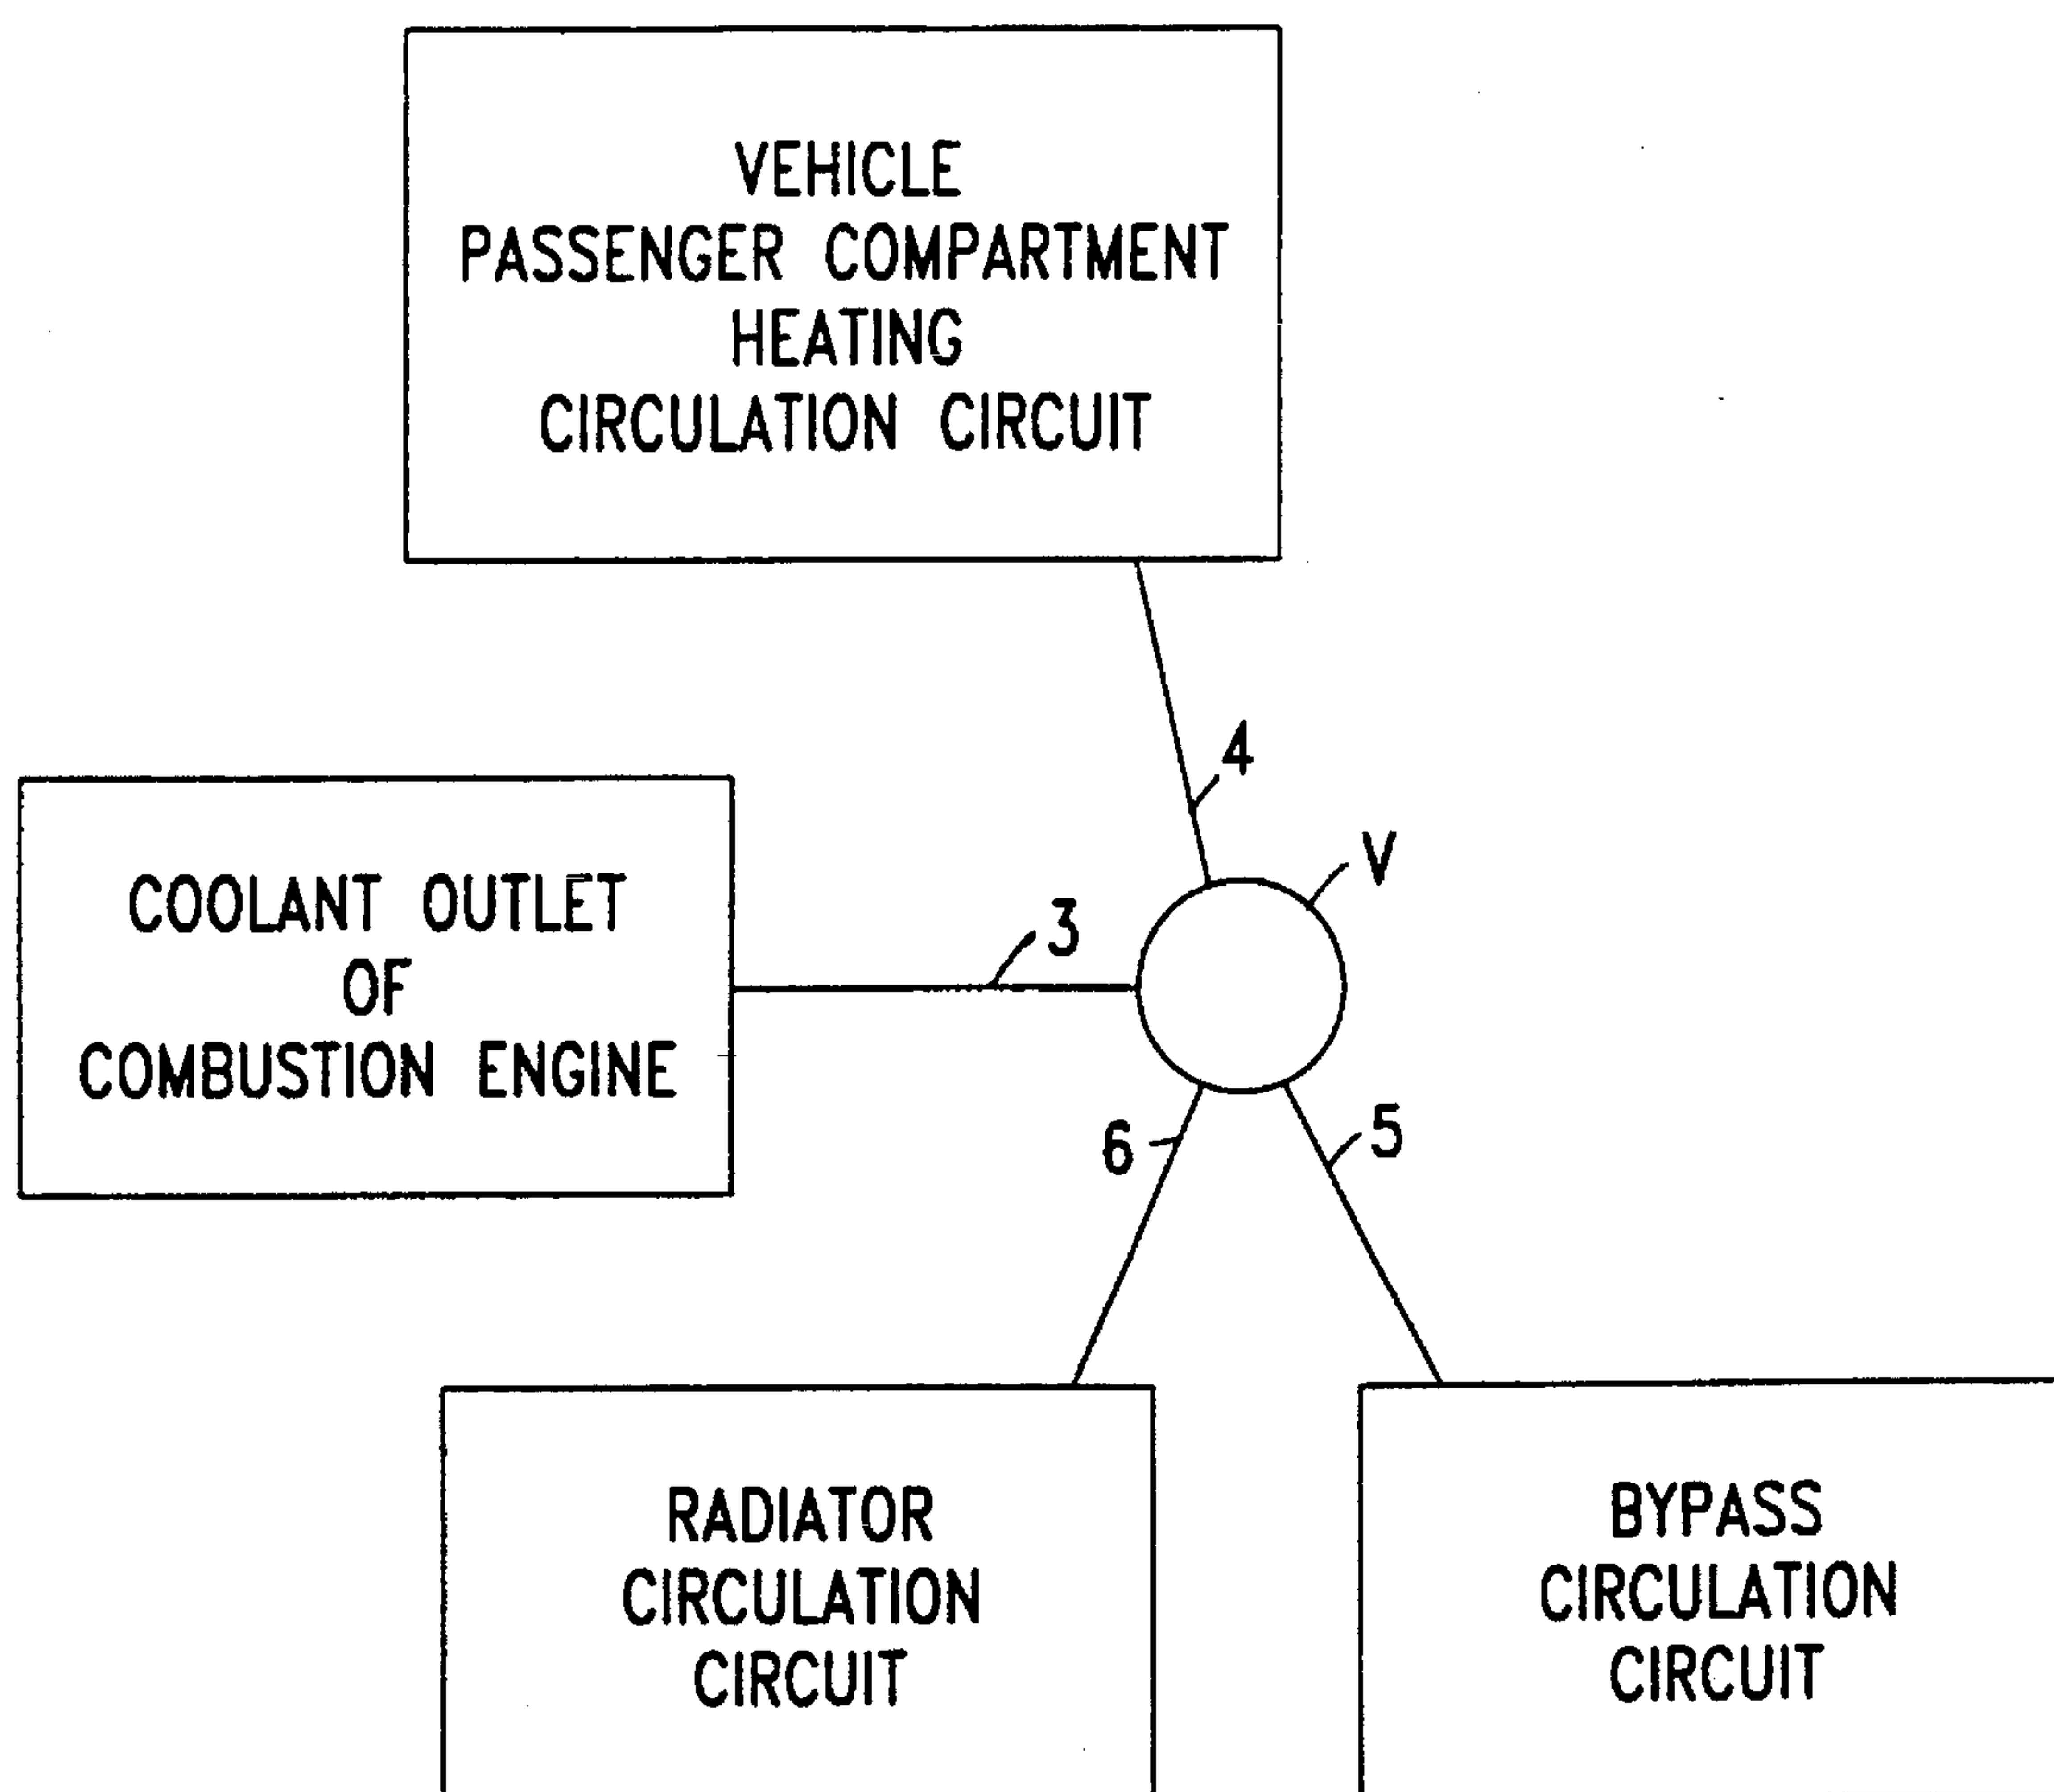 VEHICLE
PASSENGER COMPARTMENT
HEATING
CIRCULATION CIRCUIT
4
V
3
COOLANT OUTLET
OF
COMBUSTION ENGINE
6
5
RADIATOR
CIRCULATION
CIRCUIT
BYPASS
CIRCULATION
CIRCUIT